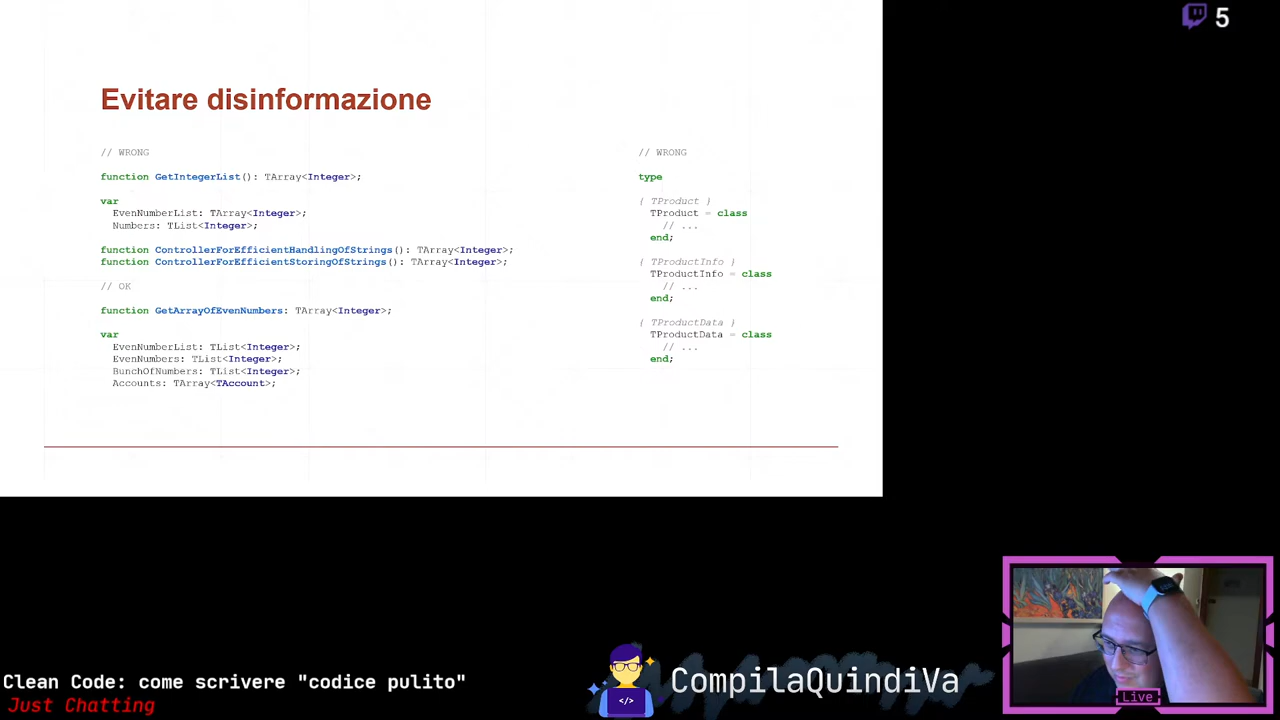 5
Evitare disinformazione
// WRONG
function GetIntegerList(): TArray<Integer>;
var
EvenNumberList: TArray<Integer>;
Numbers: TList<Integer>;
function ControllerForEfficientHandlingOfStrings(): TArray<Integer>;
function ControllerForEfficientStoringOfStrings(): TArray<Integer>;
// OK
function GetArrayOfEvenNumbers: TArray<Integer>;
var
EvenNumberList: TList<Integer>;
EvenNumbers: TList<Integer>;
BunchOfNumbers: TList<Integer>;
Accounts: TArray<TAccount>;
// WRONG
type
{ TProduct }
TProduct = class
// ...
end;
{ TProductInfo }
TProductInfo = class
// ...
end;
{ TProductData }
TProductData = class
// ...
end;
Live
Clean Code: come scrivere "codice pulito"
Just Chatting
</>
CompilaQuindiVa